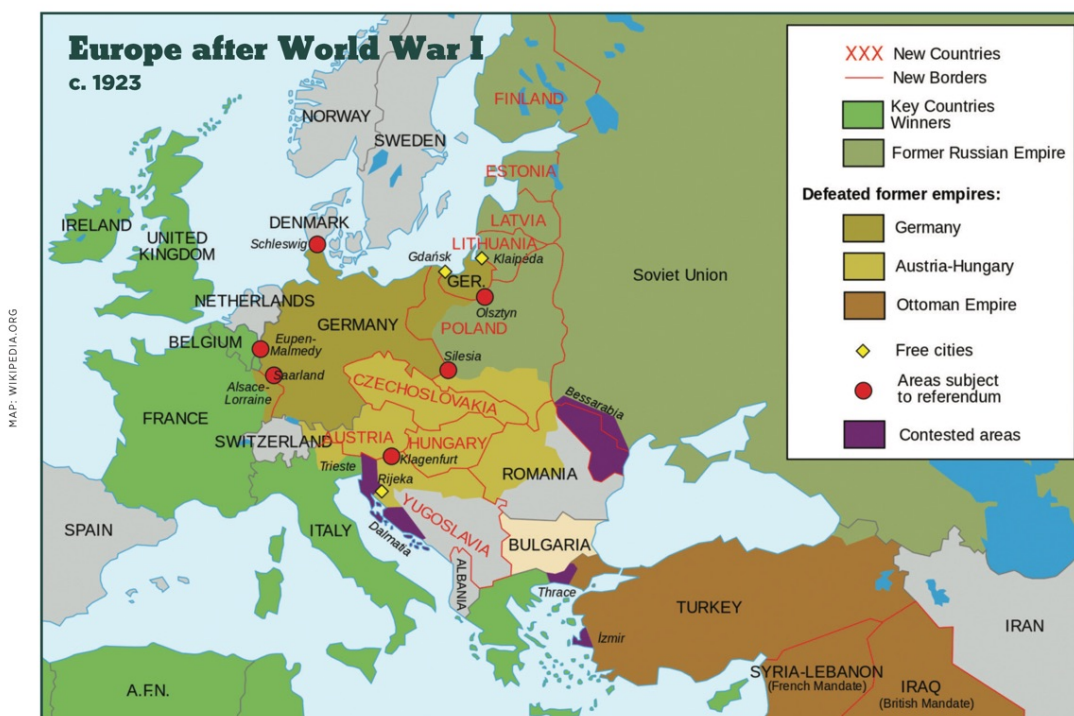 Europe after World War I
c. 1923
XXX New Countries
New Borders
Key Countries
Winners
Former Russian Empire
Defeated former empires:
Germany
Austria-Hungary
Ottoman Empire
Free cities
Areas subject
to referendum
Contested areas
NORWAY
SWEDEN
FINLAND
ESTONIA
LATVIA
LITHUANIA
IRELAND
UNITED
KINGDOM
DENMARK
Schleswig
Gdańsk
Klaipėda
GER.
Olsztyn
Soviet Union
NETHERLANDS
GERMANY
POLAND
BELGIUM
Eupen-
Malmedy
Silesia
Saarland
Alsace-
Lorraine
CZECHOSLOVAKIA
Bessarabia
FRANCE
SWITZERLAND
AUSTRIA
HUNGARY
Klagenfurt
Trieste
Rijeka
ROMANIA
SPAIN
ITALY
YUGOSLAVIA
Dalmatia
BULGARIA
ALBANIA
Thrace
TURKEY
IRAN
İzmir
SYRIA-LEBANON
(French Mandate)
IRAQ
(British Mandate)
A.F.N.
MAP: WIKIPEDIA.ORG